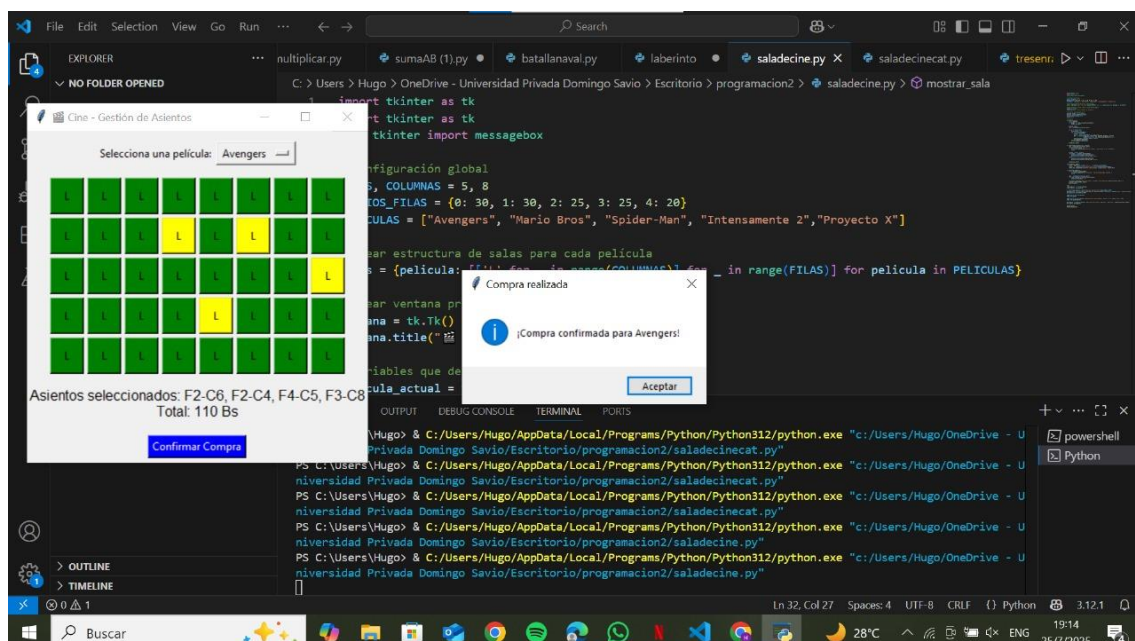 File Edit Selection View Go Run ··· Search
EXPLORER ··· multiplicar.py sumaAB (1).py batallanaval.py laberinto saladecine.py saladecinecat.py
NO FOLDER OPENED
C: > Users > Hugo > OneDrive - Universidad Privada Domingo Savio > Escritorio > programacion2 > saladecine.py > mostrar_sala
1 import tkinter as tk
rt tkinter as tk
tkinter import messagebox
nfiguración global
S, COLUMNAS = 5, 8
IOS_FILAS = {0: 30, 1: 30, 2: 25, 3: 25, 4: 20}
CULAS = ["Avengers", "Mario Bros", "Spider-Man", "Intensamente 2","Proyecto X"]
ear estructura de salas para cada película
s = {pelicula: [['L' for _ in range(COLUMNAS)] for _ in range(FILAS)] for pelicula in PELICULAS}
ear ventana pr
ana = tk.Tk()
ana.title("
riables que de
cula_actual =
Cine - Gestión de Asientos
Selecciona una película: Avengers
L L L L L L L L
L L L L L L L L
L L L L L L L L
L L L L L L L L
L L L L L L L L
Asientos seleccionados: F2-C6, F2-C4, F4-C5, F3-C8
Total: 110 Bs
Confirmar Compra
Compra realizada
¡Compra confirmada para Avengers!
Aceptar
OUTPUT DEBUG CONSOLE TERMINAL PORTS
powershell
Python
\Hugo> & C:/Users/Hugo/AppData/Local/Programs/Python/Python312/python.exe "c:/Users/Hugo/OneDrive - U
Privada Domingo Savio/Escritorio/programacion2/saladecinecat.py"
PS C:\Users\Hugo> & C:/Users/Hugo/AppData/Local/Programs/Python/Python312/python.exe "c:/Users/Hugo/OneDrive - U
niversidad Privada Domingo Savio/Escritorio/programacion2/saladecinecat.py"
PS C:\Users\Hugo> & C:/Users/Hugo/AppData/Local/Programs/Python/Python312/python.exe "c:/Users/Hugo/OneDrive - U
niversidad Privada Domingo Savio/Escritorio/programacion2/saladecinecat.py"
PS C:\Users\Hugo> & C:/Users/Hugo/AppData/Local/Programs/Python/Python312/python.exe "c:/Users/Hugo/OneDrive - U
niversidad Privada Domingo Savio/Escritorio/programacion2/saladecine.py"
PS C:\Users\Hugo> & C:/Users/Hugo/AppData/Local/Programs/Python/Python312/python.exe "c:/Users/Hugo/OneDrive - U
niversidad Privada Domingo Savio/Escritorio/programacion2/saladecine.py"
OUTLINE
TIMELINE
0 1 Ln 32, Col 27 Spaces: 4 UTF-8 CRLF {} Python 3.12.1
Buscar 28°C ENG 19:14